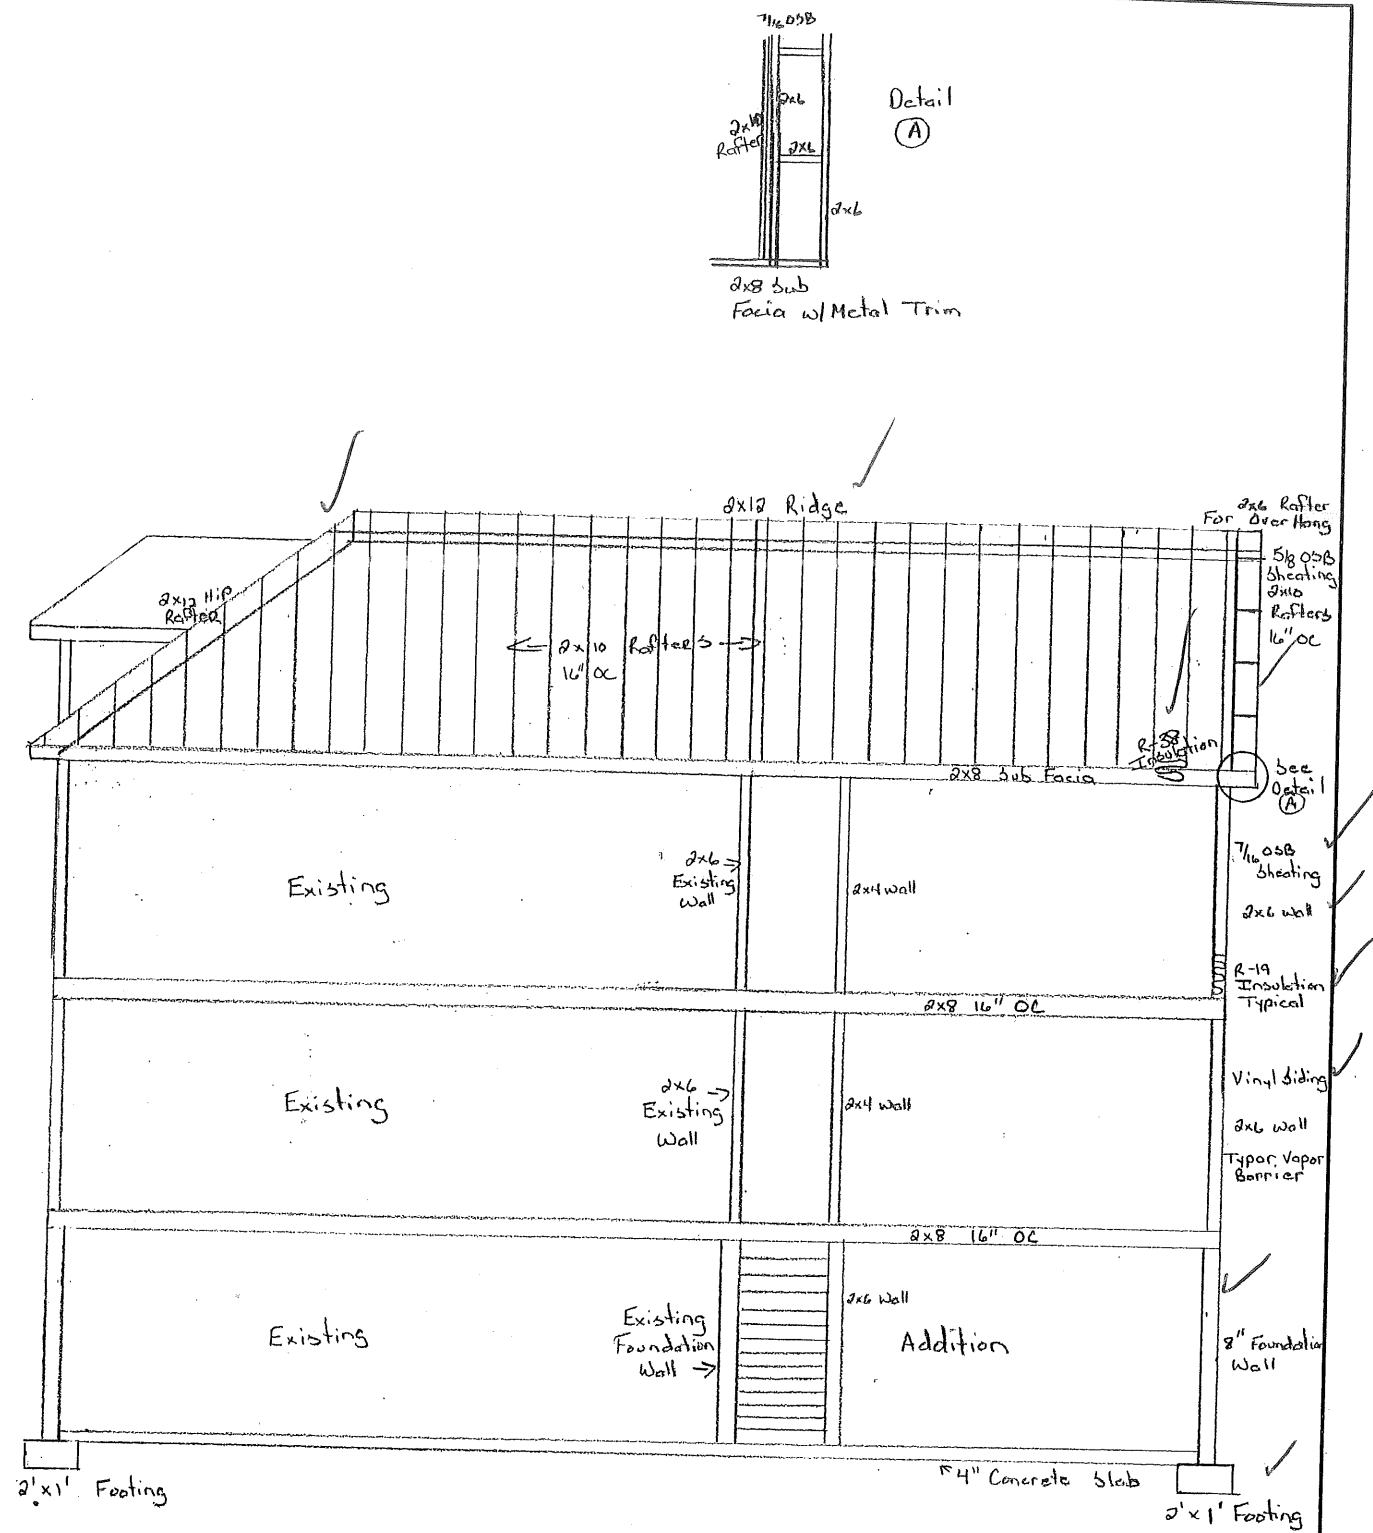 7/16 OSB
2x6
Detail
A
2x10
Rafter
2x6
2x6
2x8 Sub
Facia w/Metal Trim
2x12 Ridge
2x6 Rafter
For Over Hang
5/8 OSB
Sheating
2x10
Rafters
16" OC
2x12 Hip
Rafter
2x10 Rafters
16" OC
R-38
Insulation
2x8 Sub Facia
See
Detail
A
7/16 OSB
Sheating
2x6 Wall
Existing
2x6
Existing
Wall
2x4 Wall
R-19
Insulation
Typical
2x8 16" OC
Vinyl Siding
2x6 Wall
Typar Vapor
Barrier
Existing
2x6
Existing
Wall
2x4 Wall
2x8 16" OC
2x6 Wall
Existing
Existing
Foundation
Wall
Addition
8" Foundation
Wall
4" Concrete Slab
2'x1' Footing
2'x1' Footing